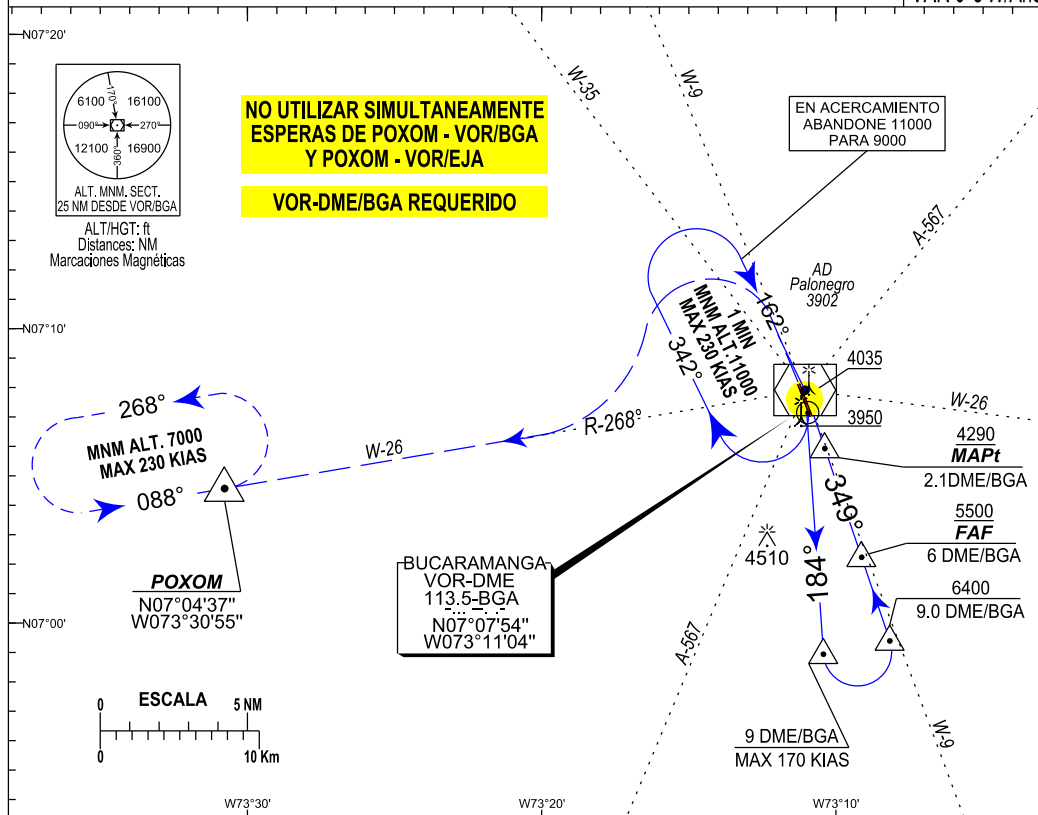 N07°20'
6100
16100
170°
090°
270°
12100
16900
360°
ALT. MNM. SECT.
25 NM DESDE VOR/BGA
ALT/HGT: ft
Distances: NM
Marcaciones Magnéticas
NO UTILIZAR SIMULTANEAMENTE
ESPERAS DE POXOM - VOR/BGA
Y POXOM - VOR/EJA
VOR-DME/BGA REQUERIDO
W-35
W-9
EN ACERCAMIENTO
ABANDONE 11000
PARA 9000
A-567
AD
Palonegro
3902
162°
1 MIN
MNM ALT.11000
MAX 230 KIAS
342°
N07°10'
4035
3950
W-26
R-268°
268°
MNM ALT. 7000
MAX 230 KIAS
088°
W-26
4290
MAPt
2.1DME/BGA
349°
5500
FAF
6 DME/BGA
4510
184°
6400
9.0 DME/BGA
POXOM
N07°04'37"
W073°30'55"
BUCARAMANGA
VOR-DME
113.5-BGA
N07°07'54"
W073°11'04"
N07°00'
A-567
W-9
ESCALA
0
5 NM
0
10 Km
9 DME/BGA
MAX 170 KIAS
W73°30'
W73°20'
W73°10'